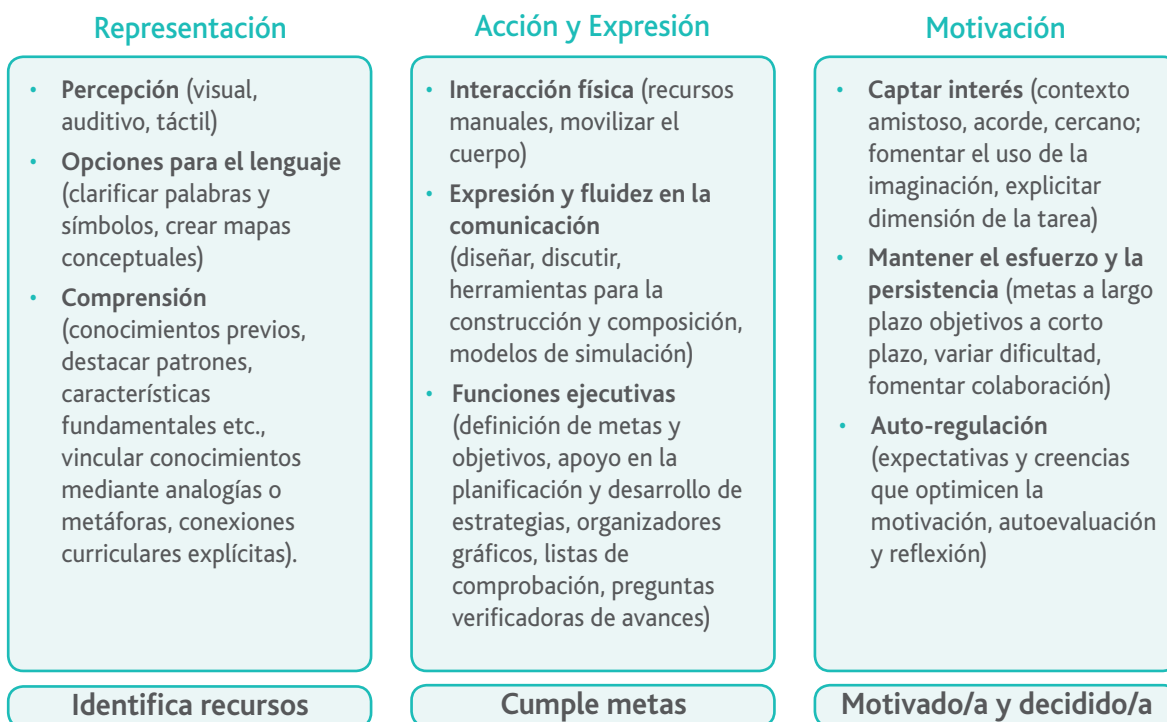 Representación
• Percepción (visual,
auditivo, táctil)
• Opciones para el lenguaje
(clarificar palabras y
símbolos, crear mapas
conceptuales)
• Comprensión
(conocimientos previos,
destacar patrones,
características
fundamentales etc.,
vincular conocimientos
mediante analogías o
metáforas, conexiones
curriculares explícitas).
Identifica recursos
Acción y Expresión
• Interacción física (recursos
manuales, movilizar el
cuerpo)
• Expresión y fluidez en la
comunicación
(diseñar, discutir,
herramientas para la
construcción y composición,
modelos de simulación)
• Funciones ejecutivas
(definición de metas y
objetivos, apoyo en la
planificación y desarrollo de
estrategias, organizadores
gráficos, listas de
comprobación, preguntas
verificadoras de avances)
Cumple metas
Motivación
• Captar interés (contexto
amistoso, acorde, cercano;
fomentar el uso de la
imaginación, explicitar
dimensión de la tarea)
• Mantener el esfuerzo y la
persistencia (metas a largo
plazo objetivos a corto
plazo, variar dificultad,
fomentar colaboración)
• Auto-regulación
(expectativas y creencias
que optimicen la
motivación, autoevaluación
y reflexión)
Motivado/a y decidido/a